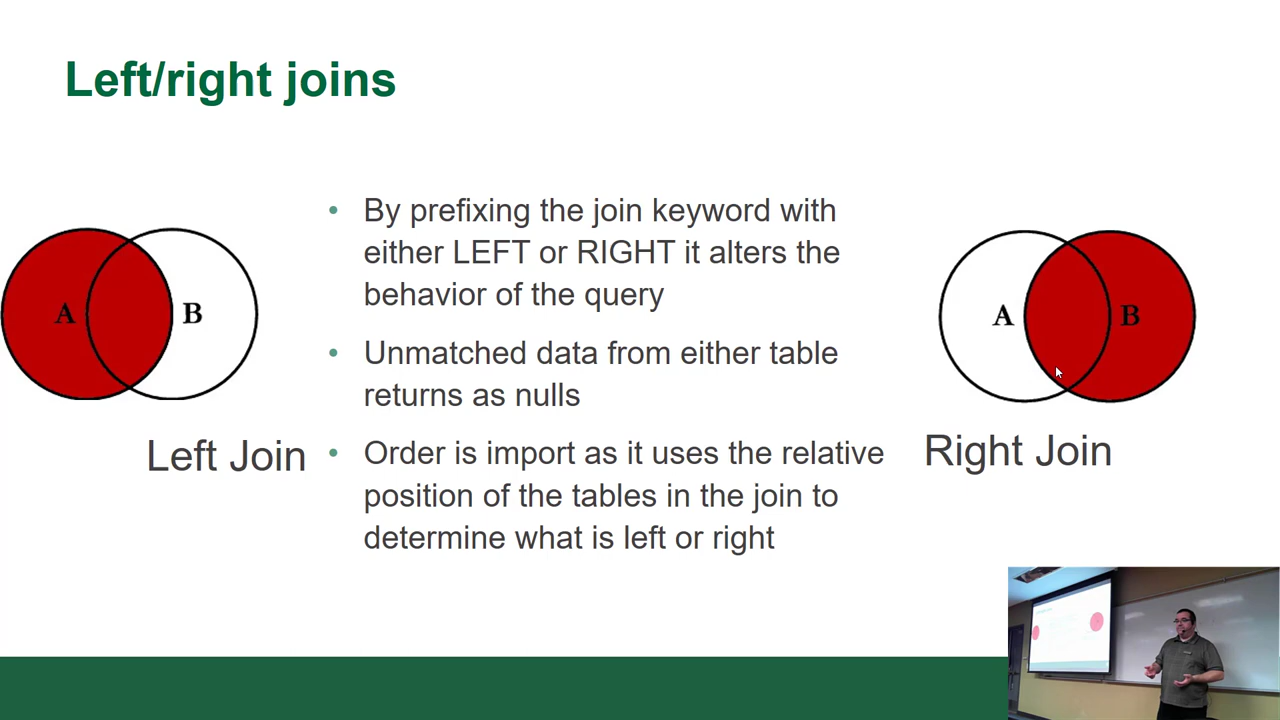 Left/right joins
A
B
Left Join
• By prefixing the join keyword with
either LEFT or RIGHT it alters the
behavior of the query
• Unmatched data from either table
returns as nulls
• Order is import as it uses the relative
position of the tables in the join to
determine what is left or right
A
B
Right Join